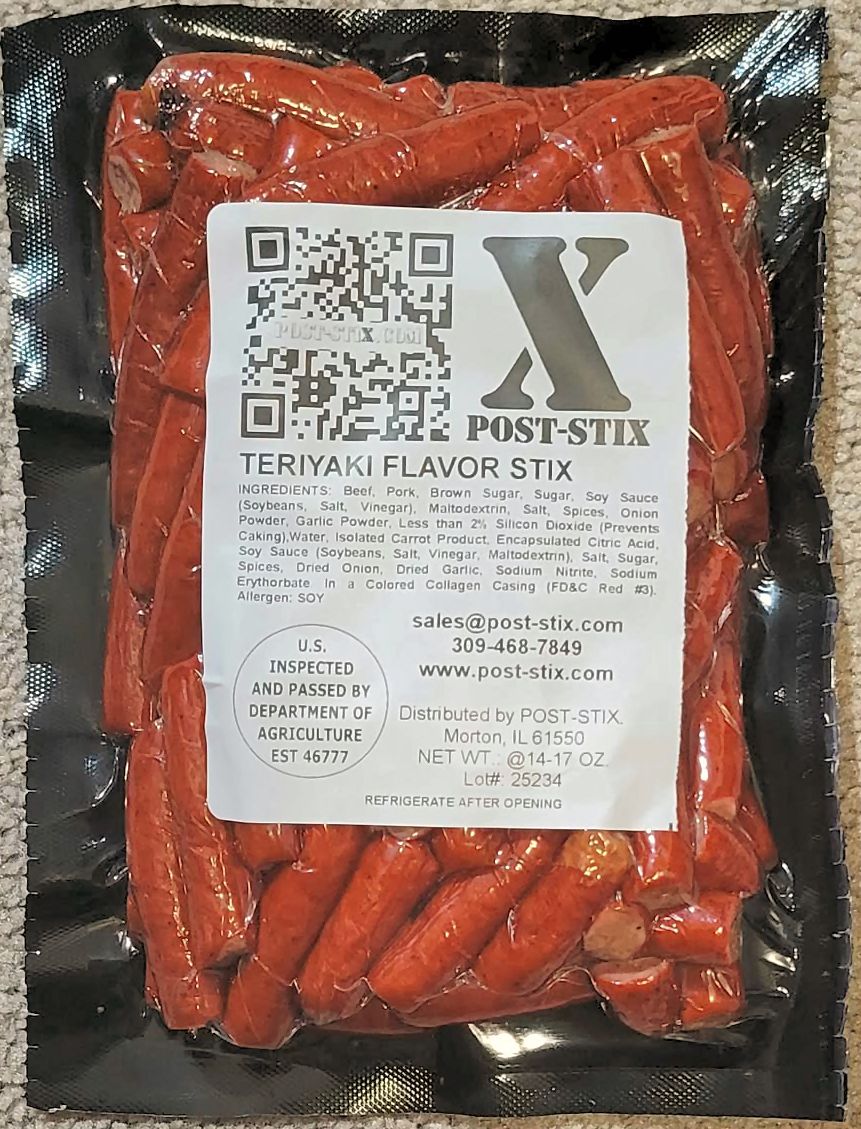 POST-STIX.COM
X
POST-STIX
TERIYAKI FLAVOR STIX
INGREDIENTS: Beef, Pork, Brown Sugar, Sugar, Soy Sauce
(Soybeans, Salt, Vinegar), Maltodextrin, Salt, Spices, Onion
Powder, Garlic Powder, Less than 2% Silicon Dioxide (Prevents
Caking),Water, Isolated Carrot Product, Encapsulated Citric Acid,
Soy Sauce (Soybeans, Salt, Vinegar, Maltodextrin), Salt, Sugar,
Spices, Dried Onion, Dried Garlic, Sodium Nitrite, Sodium
Erythorbate In a Colored Collagen Casing (FD&C Red #3).
Allergen: SOY
sales@post-stix.com
309-468-7849
www.post-stix.com
U.S.
INSPECTED
AND PASSED BY
DEPARTMENT OF
AGRICULTURE
EST 46777
Distributed by POST-STIX.
Morton, IL 61550
NET WT.: @14-17 OZ.
Lot#: 25234
REFRIGERATE AFTER OPENING